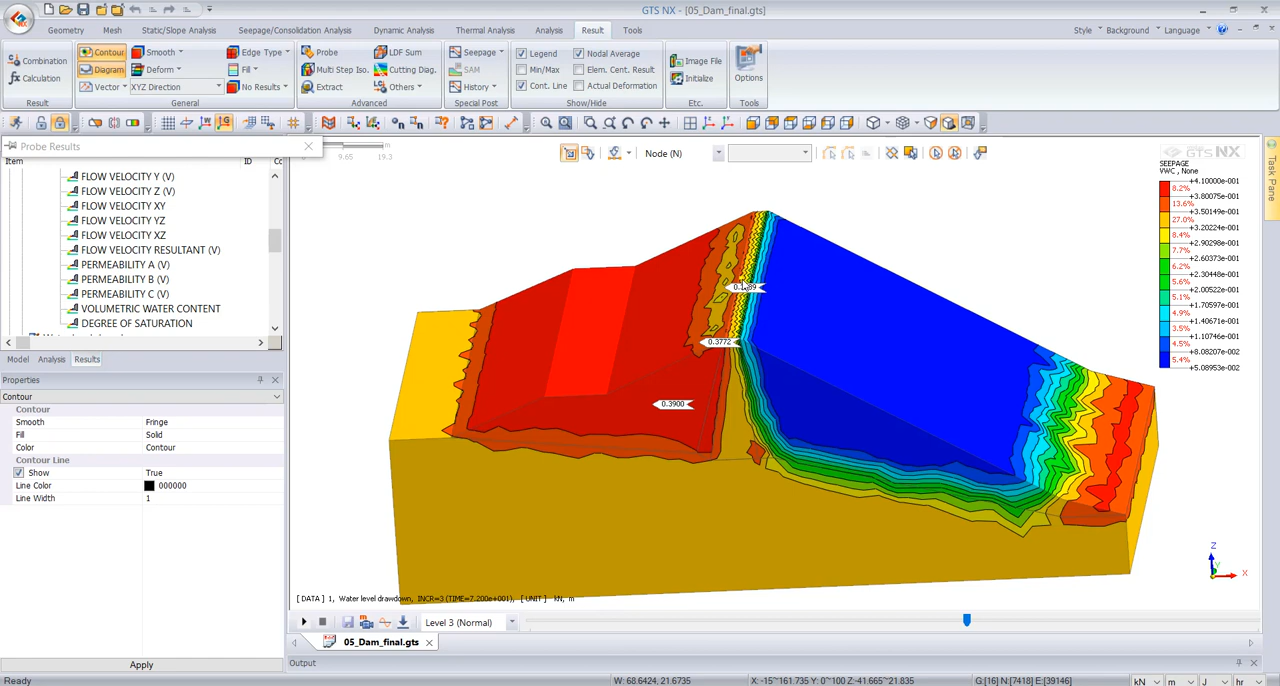 GTS NX - [05_Dam_final.gts]
Geometry Mesh Static/Slope Analysis Seepage/Consolidation Analysis Dynamic Analysis Thermal Analysis Analysis Result Tools Style Background Language
Combination Contour Smooth Edge Type Probe LDF Sum Seepage Legend Nodal Average Image File
Calculation Diagram Deform Fill Multi Step Iso. Cutting Diag. SAM Min/Max Elem. Cent. Result Initialize Options
Vector XYZ Direction No Results Extract Others History Cont. Line Actual Deformation
Result General Advanced Special Post Show/Hide Etc. Tools
Probe Results
9.65 19.3
m
Node (N)
Item ID
FLOW VELOCITY Y (V)
FLOW VELOCITY Z (V)
FLOW VELOCITY XY
FLOW VELOCITY YZ
FLOW VELOCITY XZ
FLOW VELOCITY RESULTANT (V)
PERMEABILITY A (V)
PERMEABILITY B (V)
PERMEABILITY C (V)
VOLUMETRIC WATER CONTENT
DEGREE OF SATURATION
Model Analysis Results
Properties
Contour
Contour
Smooth Fringe
Fill Solid
Color Contour
Contour Line
Show True
Line Color 000000
Line Width 1
Apply
GTS NX
SEEPAGE
VWC , None
+4.10000e-001
8.2%
+3.80075e-001
13.6%
+3.50149e-001
27.0%
+3.20224e-001
8.4%
+2.90298e-001
7.7%
+2.60373e-001
6.2%
+2.30448e-001
5.6%
+2.00522e-001
5.1%
+1.70597e-001
4.9%
+1.40671e-001
3.5%
+1.10746e-001
4.5%
+8.08207e-002
5.4%
+5.08953e-002
Task Pane
0.3772
0.3900
Z
Y
X
[ DATA ] 1, Water level drawdown, INCR=3 (TIME=7.200e+001), [ UNIT ] kN, m
Level 3 (Normal)
05_Dam_final.gts
Output
Ready W: 68.6424, 21.6735 X: -15~161.735 Y: 0~100 Z: -41.665~21.835 G:[16] N:[7418] E:[39146] kN m J hr